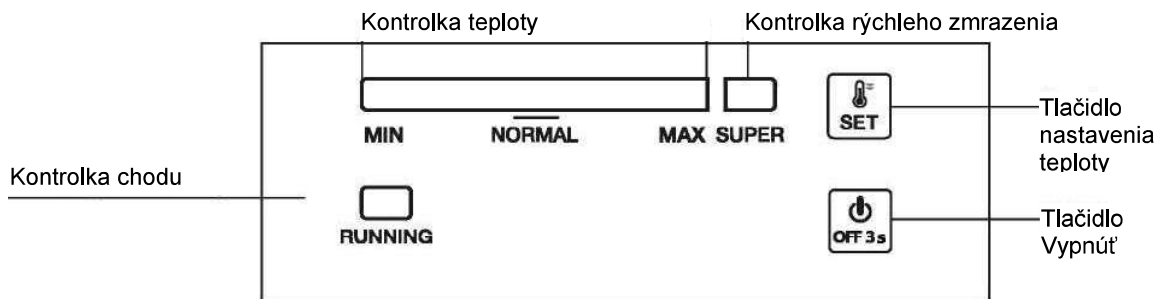 Kontrolka teploty
Kontrolka rýchleho zmrazenia
MIN NORMAL MAX SUPER
SET
Tlačidlo
nastavenia
teploty
Kontrolka chodu
RUNNING
OFF 3s
Tlačidlo
Vypnúť